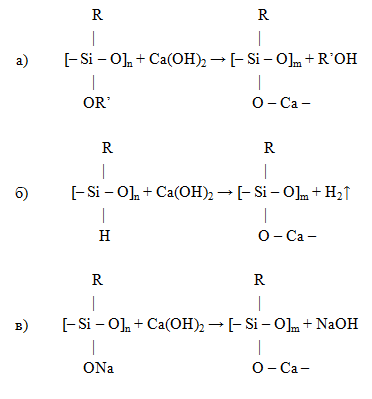 R R
| |
а) [– Si – O]n + Ca(OH)2 → [– Si – O]m + R’OH
| |
OR’ O – Ca –
R R
| |
б) [– Si – O]n + Ca(OH)2 → [– Si – O]m + H2↑
| |
H O – Ca –
R R
| |
в) [– Si – O]n + Ca(OH)2 → [– Si – O]m + NaOH
| |
ONa O – Ca –